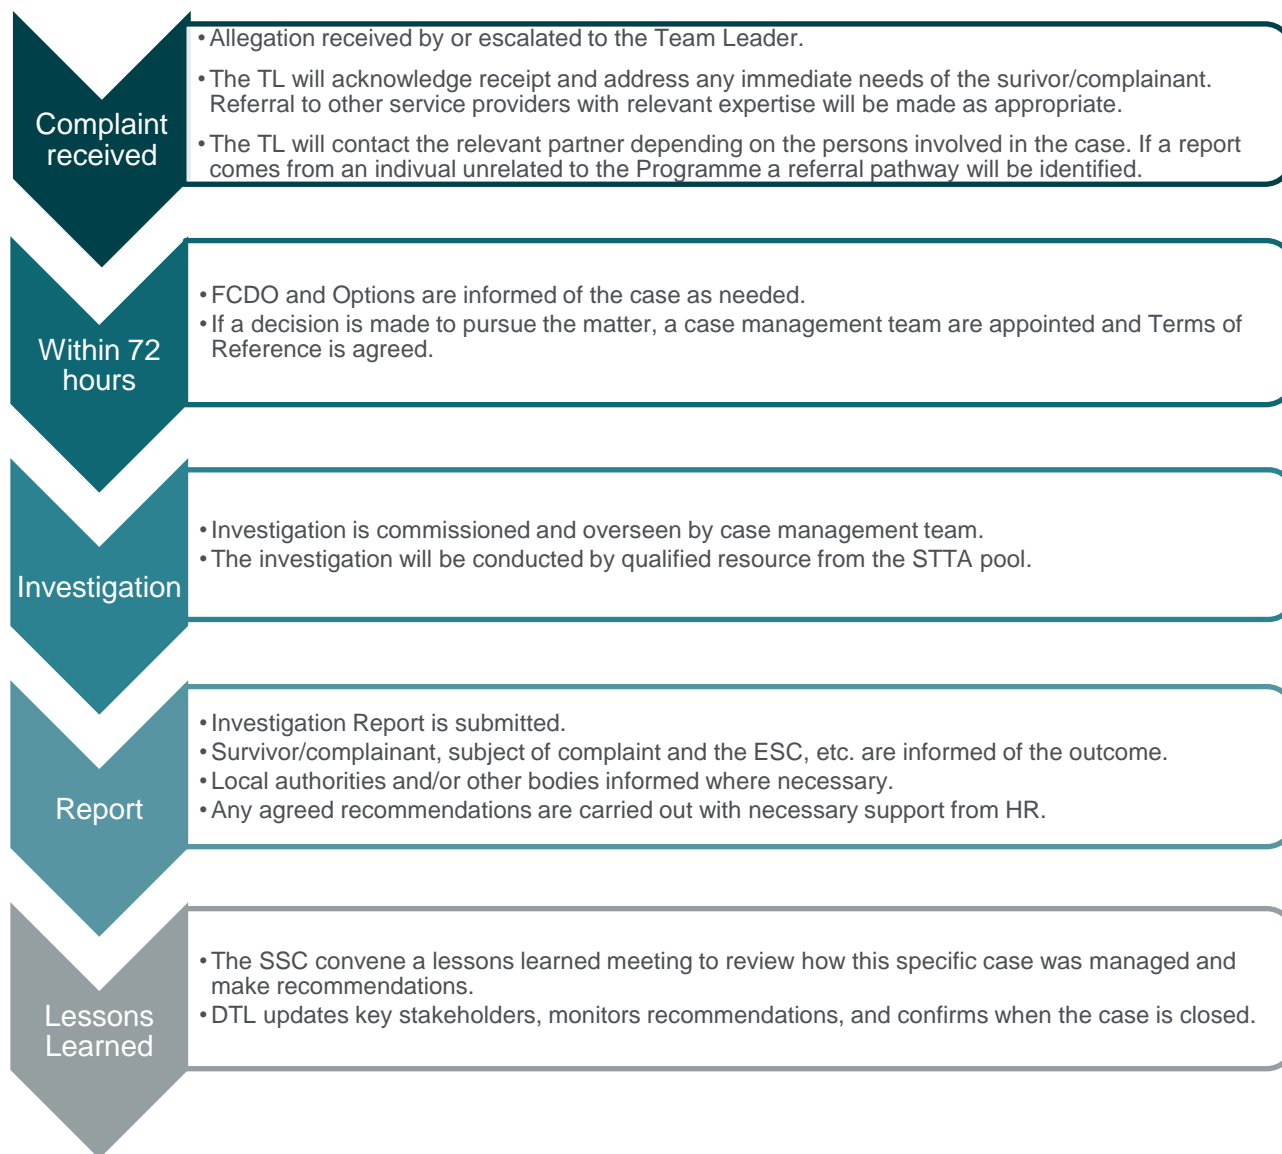 Complaint
received
• Allegation received by or escalated to the Team Leader.
• The TL will acknowledge receipt and address any immediate needs of the surivor/complainant.
Referral to other service providers with relevant expertise will be made as appropriate.
• The TL will contact the relevant partner depending on the persons involved in the case. If a report
comes from an indivual unrelated to the Programme a referral pathway will be identified.
Within 72
hours
• FCDO and Options are informed of the case as needed.
• If a decision is made to pursue the matter, a case management team are appointed and Terms of
Reference is agreed.
Investigation
• Investigation is commissioned and overseen by case management team.
• The investigation will be conducted by qualified resource from the STTA pool.
Report
• Investigation Report is submitted.
• Survivor/complainant, subject of complaint and the ESC, etc. are informed of the outcome.
• Local authorities and/or other bodies informed where necessary.
• Any agreed recommendations are carried out with necessary support from HR.
Lessons
Learned
• The SSC convene a lessons learned meeting to review how this specific case was managed and
make recommendations.
• DTL updates key stakeholders, monitors recommendations, and confirms when the case is closed.